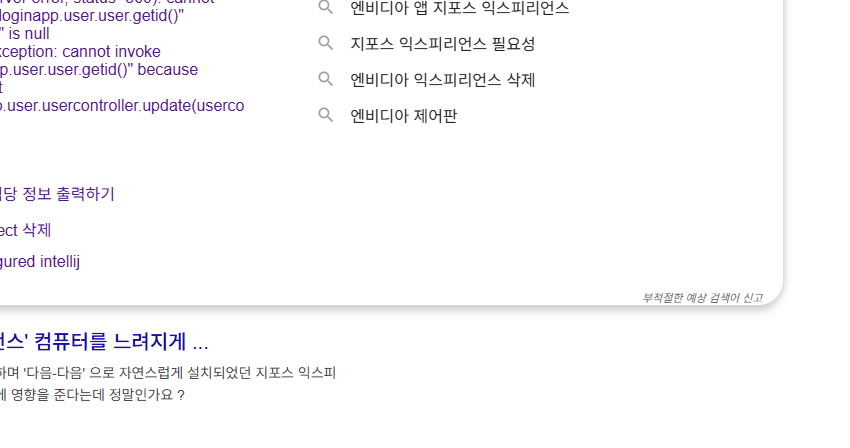 loginapp.user.user.getid()"
" is null
exception: cannot invoke
p.user.user.getid()" because
t
.user.usercontroller.update(userco
당 정보 출력하기
ect 삭제
gured intellij
엔비디아 앱 지포스 익스피리언스
지포스 익스피리언스 필요성
엔비디아 익스피리언스 삭제
엔비디아 제어판
부적절한 예상 검색어 신고
언스' 컴퓨터를 느려지게 ...
하며 '다음-다음' 으로 자연스럽게 설치되었던 지포스 익스피
에 영향을 준다는데 정말인가요 ?